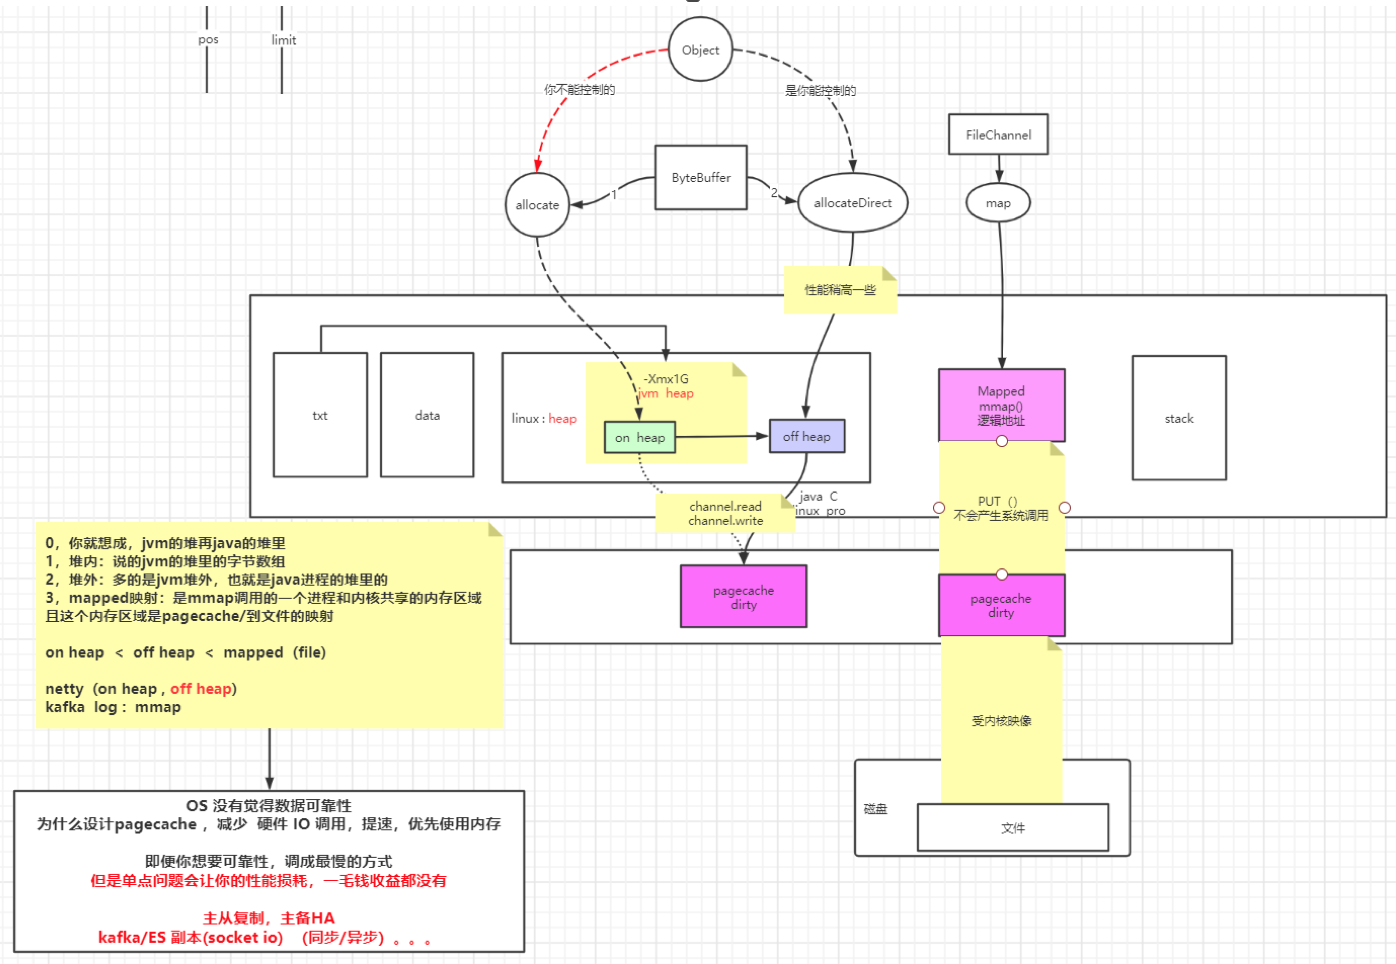 pos
limit
Object
你不能控制的
是你能控制的
FileChannel
ByteBuffer
1
2
allocate
allocateDirect
map
性能稍高一些
txt
data
linux : heap
-Xmx1G
jvm heap
on heap
off heap
Mapped
mmap()
逻辑地址
stack
channel.read
channel.write
java C
linux pro
PUT（）
不会产生系统调用
pagecache
dirty
pagecache
dirty
0，你就想成，jvm的堆再java的堆里
1，堆内：说的jvm的堆里的字节数组
2，堆外：多的是jvm堆外，也就是java进程的堆里的
3，mapped映射：是mmap调用的一个进程和内核共享的内存区域
且这个内存区域是pagecache/到文件的映射
on heap < off heap < mapped（file）
netty（on heap , off heap）
kafka log : mmap
受内核映像
磁盘
文件
OS 没有觉得数据可靠性
为什么设计pagecache ，减少 硬件 IO 调用，提速，优先使用内存
即便你想要可靠性，调成最慢的方式
但是单点问题会让你的性能损耗，一毛钱收益都没有
主从复制，主备HA
kafka/ES 副本(socket io) （同步/异步）。。。